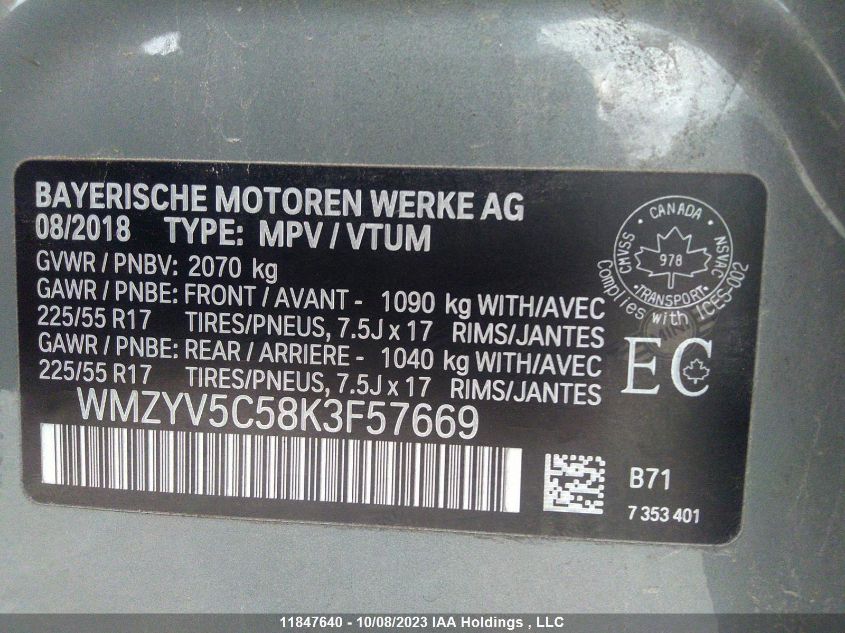 BAYERISCHE MOTOREN WERKE AG
08/2018 TYPE: MPV / VTUM
GVWR / PNBV: 2070 kg
GAWR / PNBE: FRONT / AVANT - 1090 kg WITH/AVEC
225/55 R17 TIRES/PNEUS, 7.5J x 17 RIMS/JANTES
GAWR / PNBE: REAR / ARRIERE - 1040 kg WITH/AVEC
225/55 R17 TIRES/PNEUS, 7.5J x 17 RIMS/JANTES
WMZYV5C58K3F57669
CMVSS • CANADA • NSVAC
978
• TRANSPORT •
Complies with ICES-002
MINI
EC
B71
7 353 401
11847640 - 10/08/2023 IAA Holdings , LLC